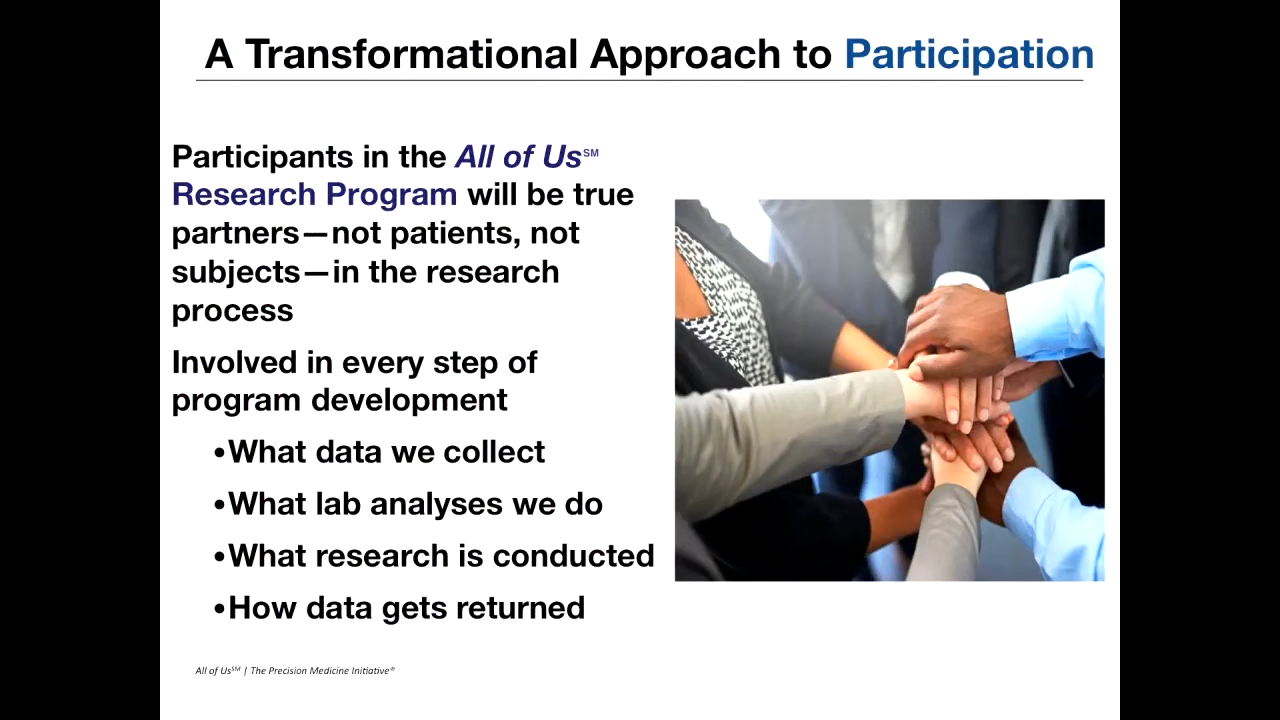 A Transformational Approach to Participation
Participants in the All of Us℠
Research Program will be true
partners—not patients, not
subjects—in the research
process
Involved in every step of
program development
•What data we collect
•What lab analyses we do
•What research is conducted
•How data gets returned
All of Us℠ | The Precision Medicine Initiative®